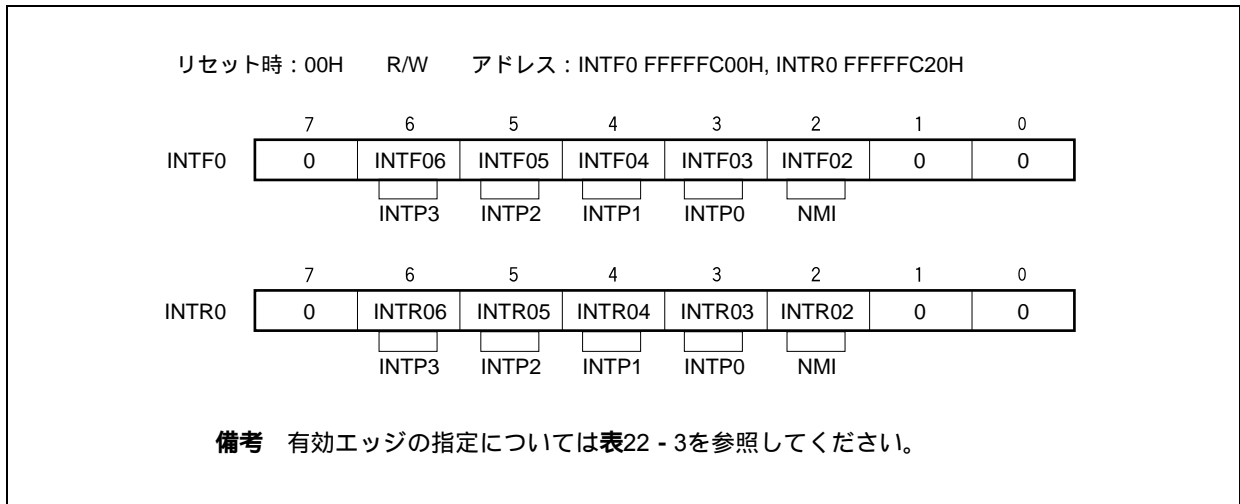 リセット時：00H R/W アドレス：INTF0 FFFFFC00H, INTR0 FFFFFC20H
7 6 5 4 3 2 1 0
INTF0 0 INTF06 INTF05 INTF04 INTF03 INTF02 0 0
INTP3 INTP2 INTP1 INTP0 NMI
7 6 5 4 3 2 1 0
INTR0 0 INTR06 INTR05 INTR04 INTR03 INTR02 0 0
INTP3 INTP2 INTP1 INTP0 NMI
備考 有効エッジの指定については表22 - 3を参照してください。